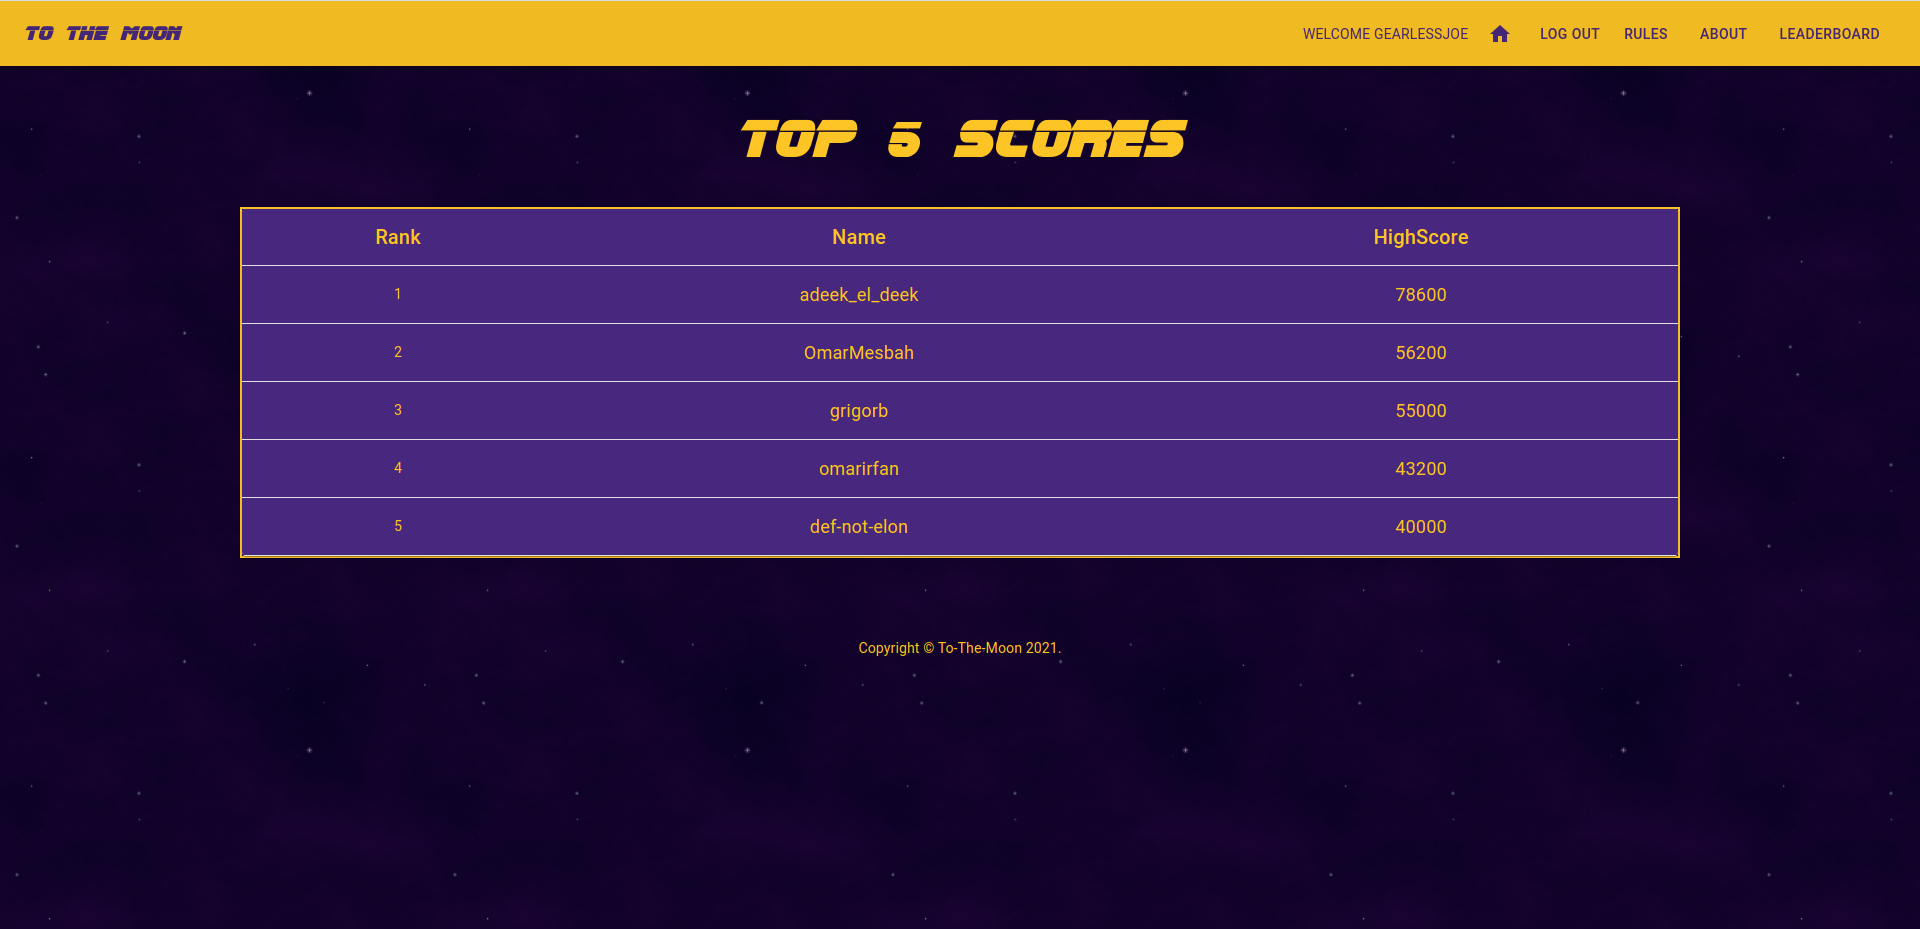 TO THE MOON
WELCOME GEARLESSJOE LOG OUT RULES ABOUT LEADERBOARD
TOP 5 SCORES
Rank Name HighScore
1 adeek_el_deek 78600
2 OmarMesbah 56200
3 grigorb 55000
4 omarirfan 43200
5 def-not-elon 40000
Copyright © To-The-Moon 2021.